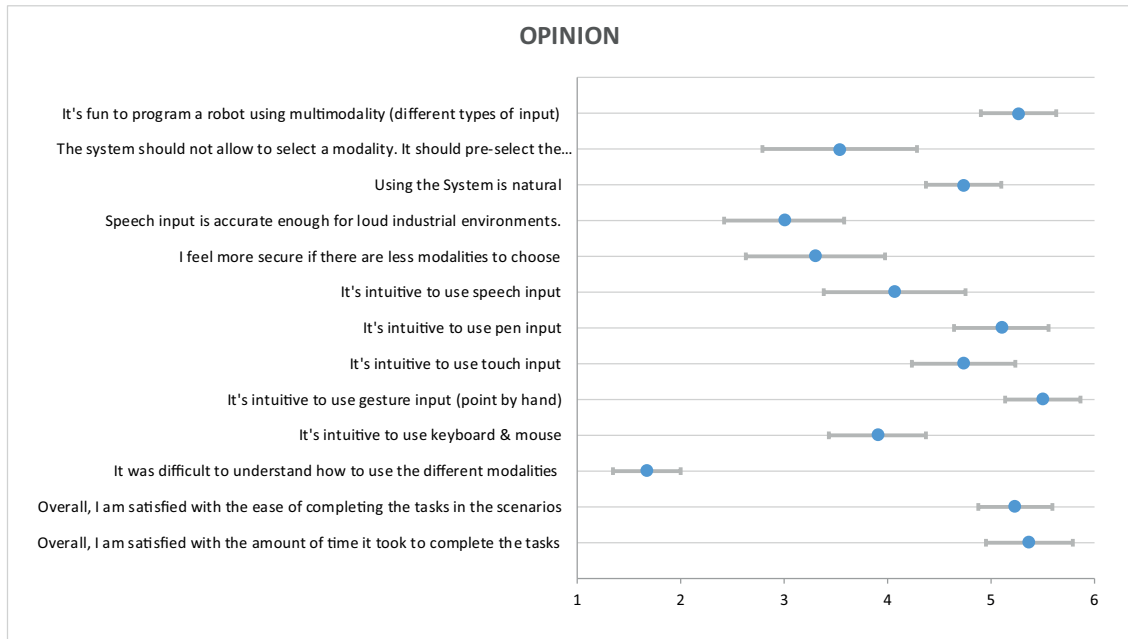 OPINION
It's fun to program a robot using multimodality (different types of input)
The system should not allow to select a modality. It should pre-select the…
Using the System is natural
Speech input is accurate enough for loud industrial environments.
I feel more secure if there are less modalities to choose
It's intuitive to use speech input
It's intuitive to use pen input
It's intuitive to use touch input
It's intuitive to use gesture input (point by hand)
It's intuitive to use keyboard & mouse
It was difficult to understand how to use the different modalities
Overall, I am satisfied with the ease of completing the tasks in the scenarios
Overall, I am satisfied with the amount of time it took to complete the tasks
1 2 3 4 5 6